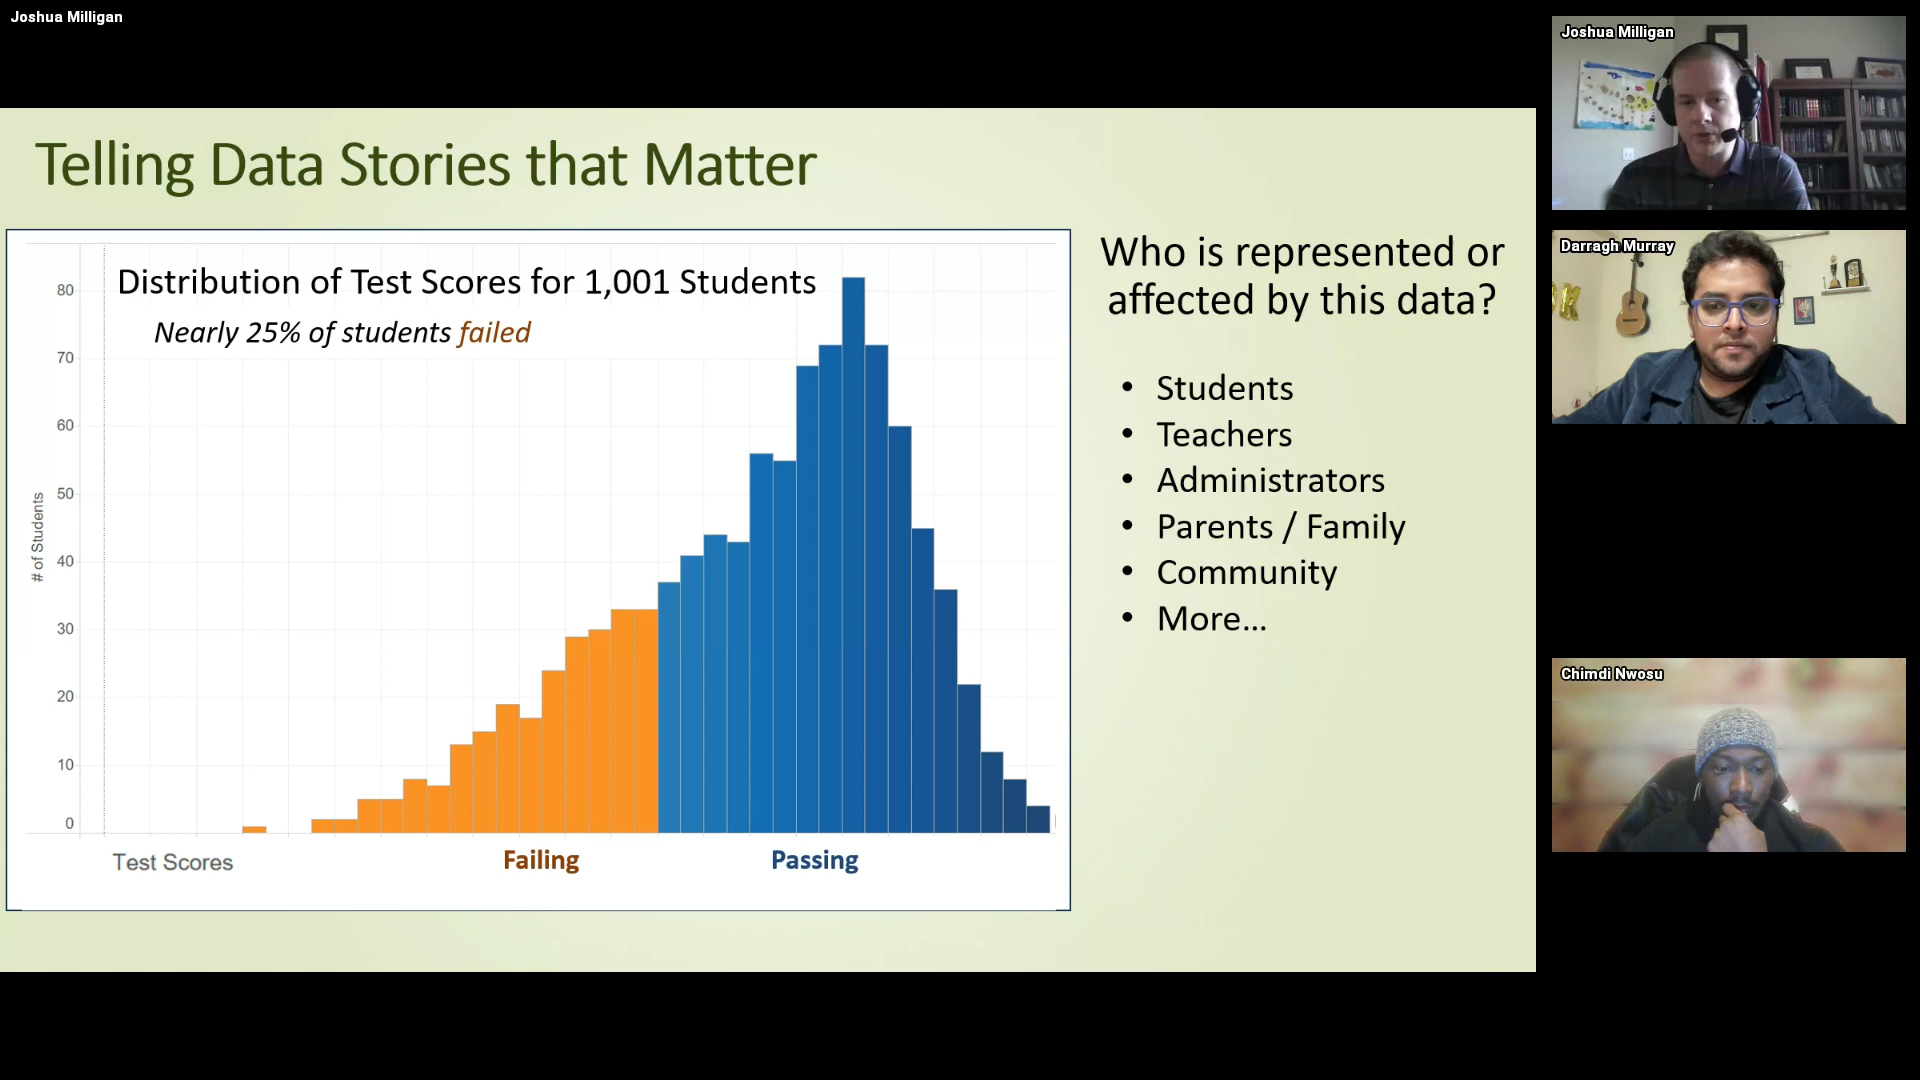 Joshua Milligan
Telling Data Stories that Matter
Distribution of Test Scores for 1,001 Students
Nearly 25% of students failed
80
70
60
50
40
30
20
10
0
# of Students
Test Scores
Failing
Passing
Who is represented or
affected by this data?
• Students
• Teachers
• Administrators
• Parents / Family
• Community
• More...
Joshua Milligan
Darragh Murray
Chimdi Nwosu